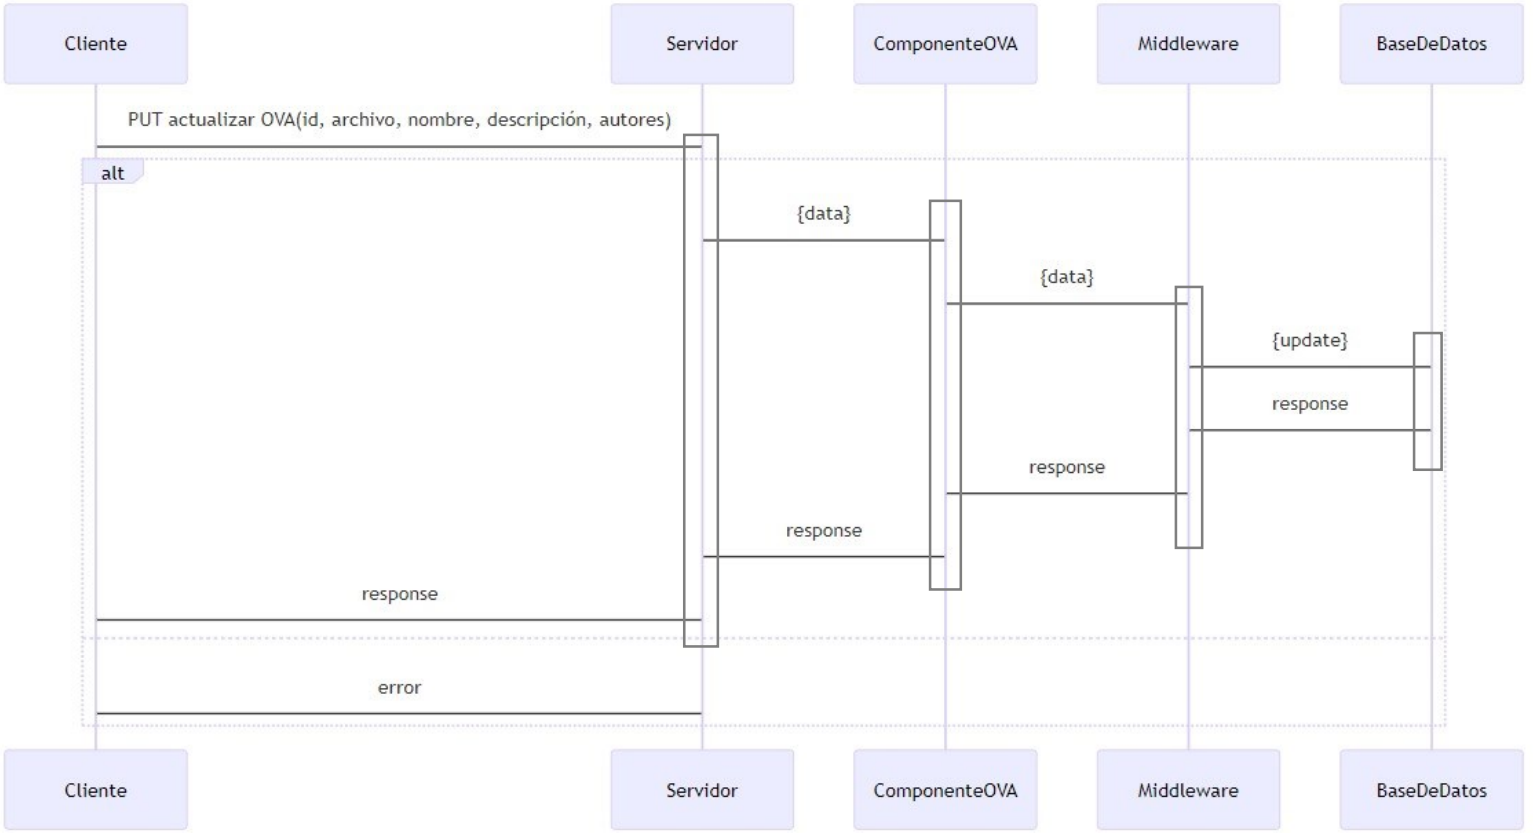 Cliente
Servidor
ComponenteOVA
Middleware
BaseDeDatos
PUT actualizar OVA(id, archivo, nombre, descripción, autores)
alt
{data}
{data}
{update}
response
response
response
response
error
Cliente
Servidor
ComponenteOVA
Middleware
BaseDeDatos